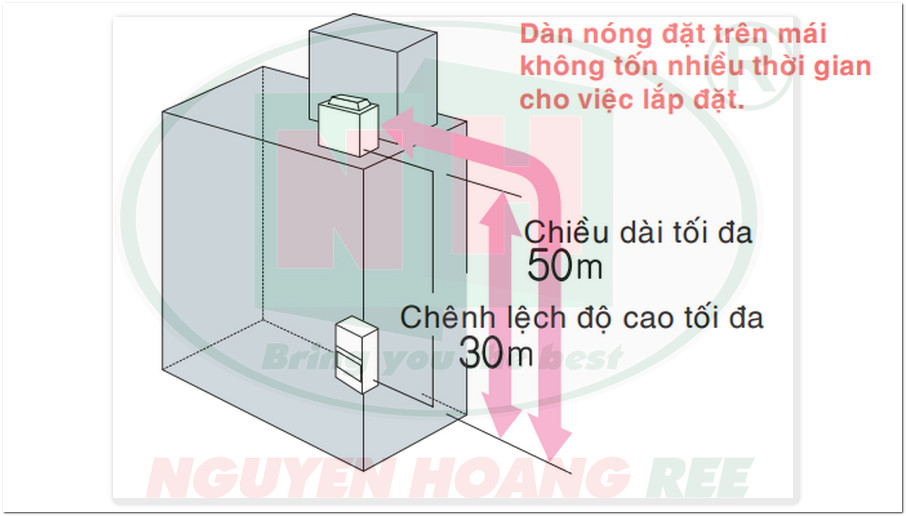 Dàn nóng đặt trên mái
không tốn nhiều thời gian
cho việc lắp đặt.
®
NH
Chiều dài tối đa
50m
Chênh lệch độ cao tối đa
30m
Bring you the best
NGUYEN HOANG REE